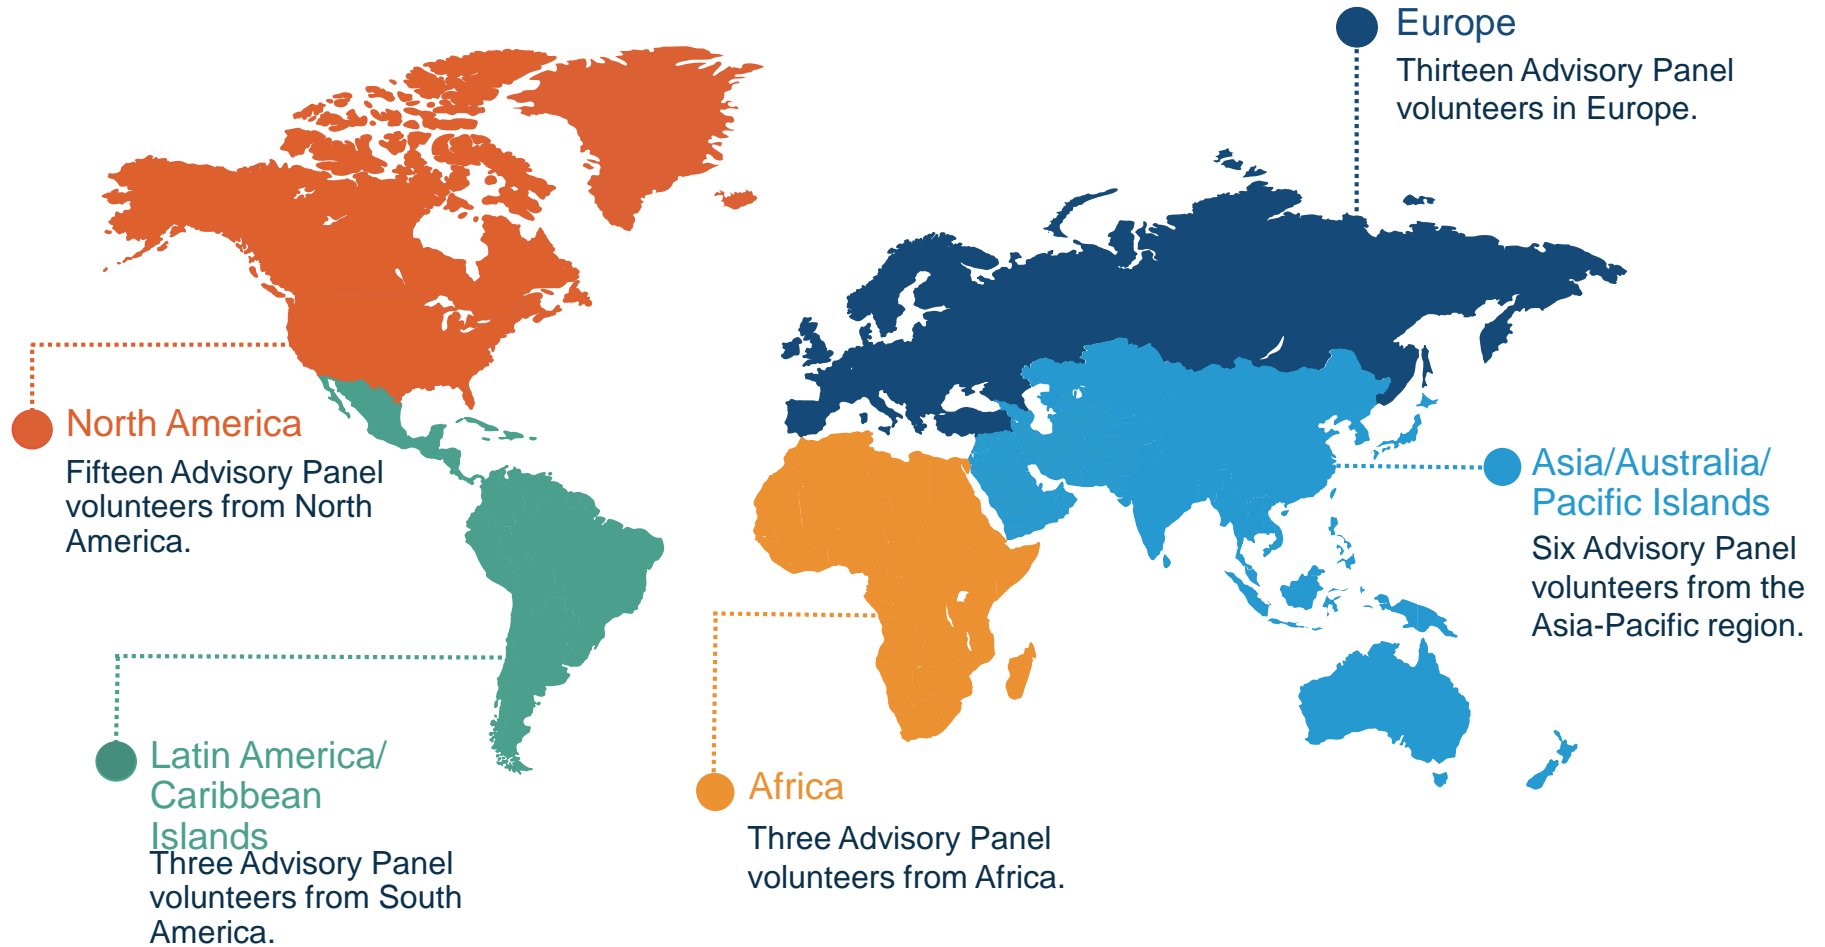 Europe
Thirteen Advisory Panel
volunteers in Europe.
North America
Fifteen Advisory Panel
volunteers from North
America.
Asia/Australia/
Pacific Islands
Six Advisory Panel
volunteers from the
Asia-Pacific region.
Latin America/
Caribbean
Islands
Three Advisory Panel
volunteers from South
America.
Africa
Three Advisory Panel
volunteers from Africa.